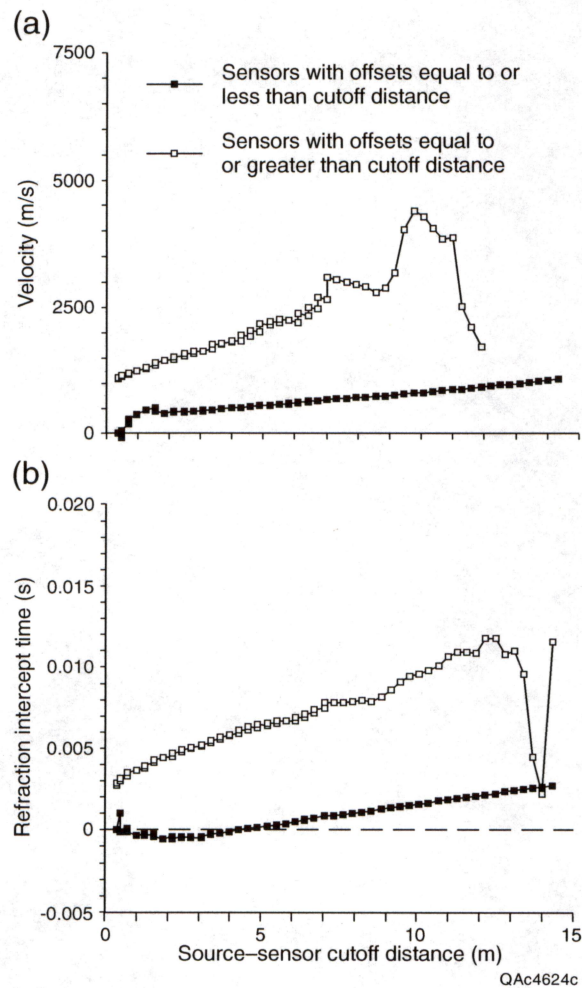 (a)
7500
Sensors with offsets equal to or
less than cutoff distance
Sensors with offsets equal to
or greater than cutoff distance
5000
Velocity (m/s)
2500
0
(b)
0.020
0.015
0.010
Refraction intercept time (s)
0.005
0
-0.005
0 5 10 15
Source–sensor cutoff distance (m)
QAc4624c